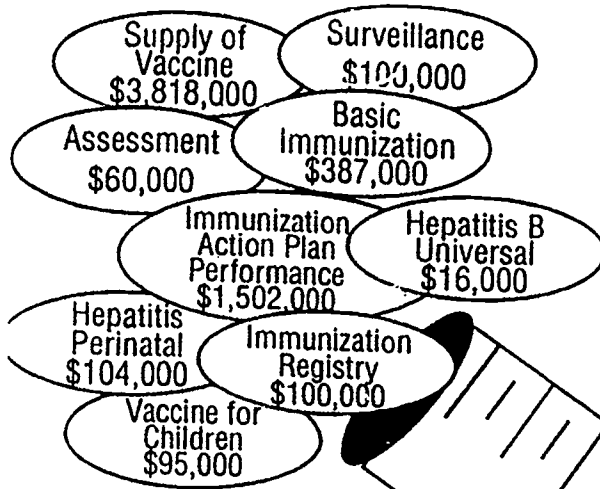 Supply of
Vaccine
$3,818,000
Surveillance
$100,000
Assessment
$60,000
Basic
Immunization
$387,000
Immunization
Action Plan
Performance
$1,502,000
Hepatitis B
Universal
$16,000
Hepatitis
Perinatal
$104,000
Immunization
Registry
$100,000
Vaccine for
Children
$95,000